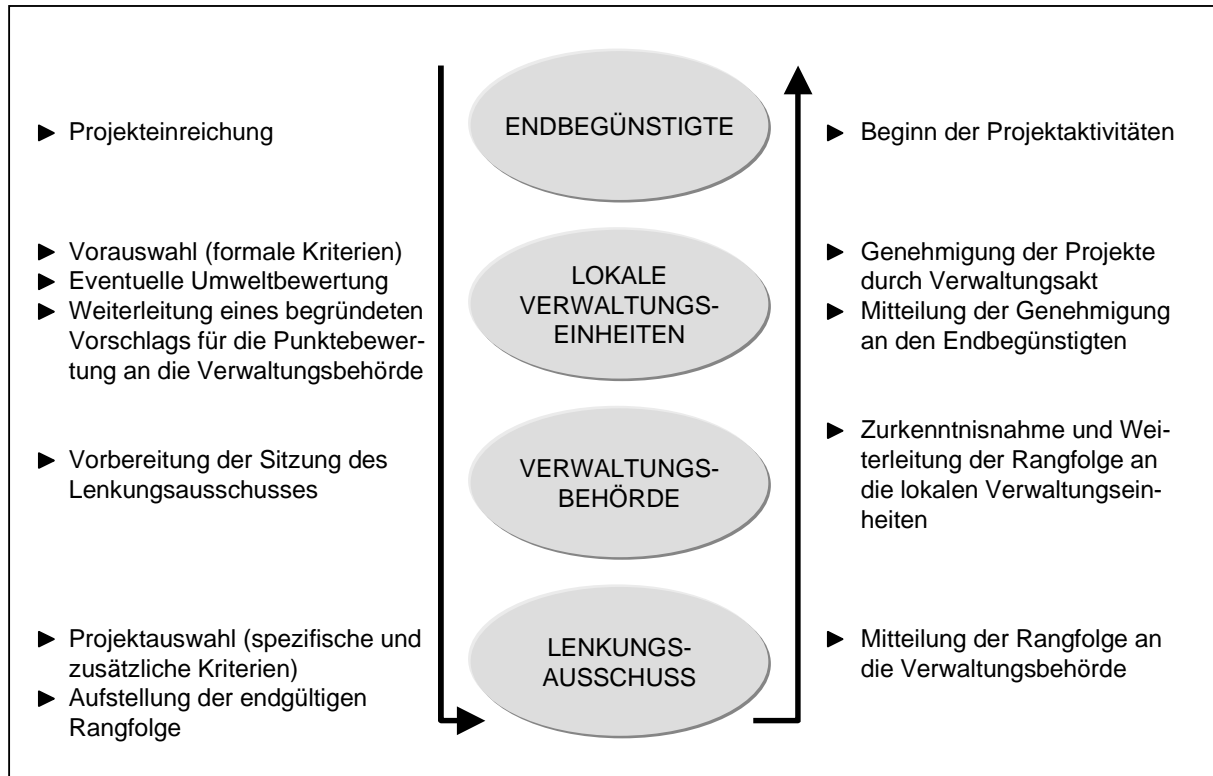 ► Projekteinreichung
ENDBEGÜNSTIGTE
► Beginn der Projektaktivitäten
► Vorauswahl (formale Kriterien)
► Eventuelle Umweltbewertung
► Weiterleitung eines begründeten
Vorschlags für die Punktebewer-
tung an die Verwaltungsbehörde
LOKALE
VERWALTUNGS-
EINHEITEN
► Genehmigung der Projekte
durch Verwaltungsakt
► Mitteilung der Genehmigung
an den Endbegünstigten
► Vorbereitung der Sitzung des
Lenkungsausschusses
VERWALTUNGS-
BEHÖRDE
► Zurkenntnisnahme und Wei-
terleitung der Rangfolge an
die lokalen Verwaltungsein-
heiten
► Projektauswahl (spezifische und
zusätzliche Kriterien)
► Aufstellung der endgültigen
Rangfolge
LENKUNGS-
AUSSCHUSS
► Mitteilung der Rangfolge an
die Verwaltungsbehörde